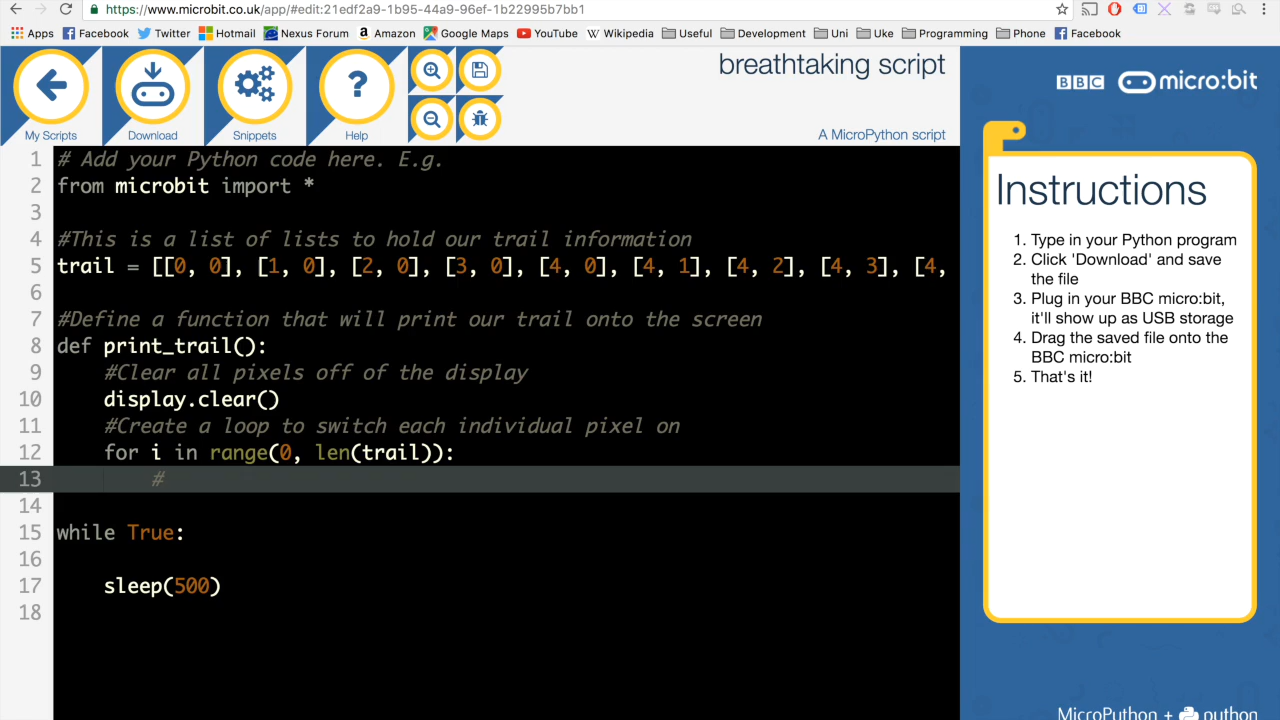 https://www.microbit.co.uk/app/#edit:21edf2a9-1b95-44a9-96ef-1b22995b7bb1
Apps Facebook Twitter Hotmail Nexus Forum Amazon Google Maps YouTube Wikipedia Useful Development Uni Uke Programming Phone Facebook
My Scripts Download Snippets ? Help
breathtaking script
A MicroPython script
1 # Add your Python code here. E.g.
2 from microbit import *
3
4 #This is a list of lists to hold our trail information
5 trail = [[0, 0], [1, 0], [2, 0], [3, 0], [4, 0], [4, 1], [4, 2], [4, 3], [4,
6
7 #Define a function that will print our trail onto the screen
8 def print_trail():
9 #Clear all pixels off of the display
10 display.clear()
11 #Create a loop to switch each individual pixel on
12 for i in range(0, len(trail)):
13 #
14
15 while True:
16
17 sleep(500)
18
BBC micro:bit
Instructions
1. Type in your Python program
2. Click 'Download' and save
the file
3. Plug in your BBC micro:bit,
it'll show up as USB storage
4. Drag the saved file onto the
BBC micro:bit
5. That's it!
MicroPython + python